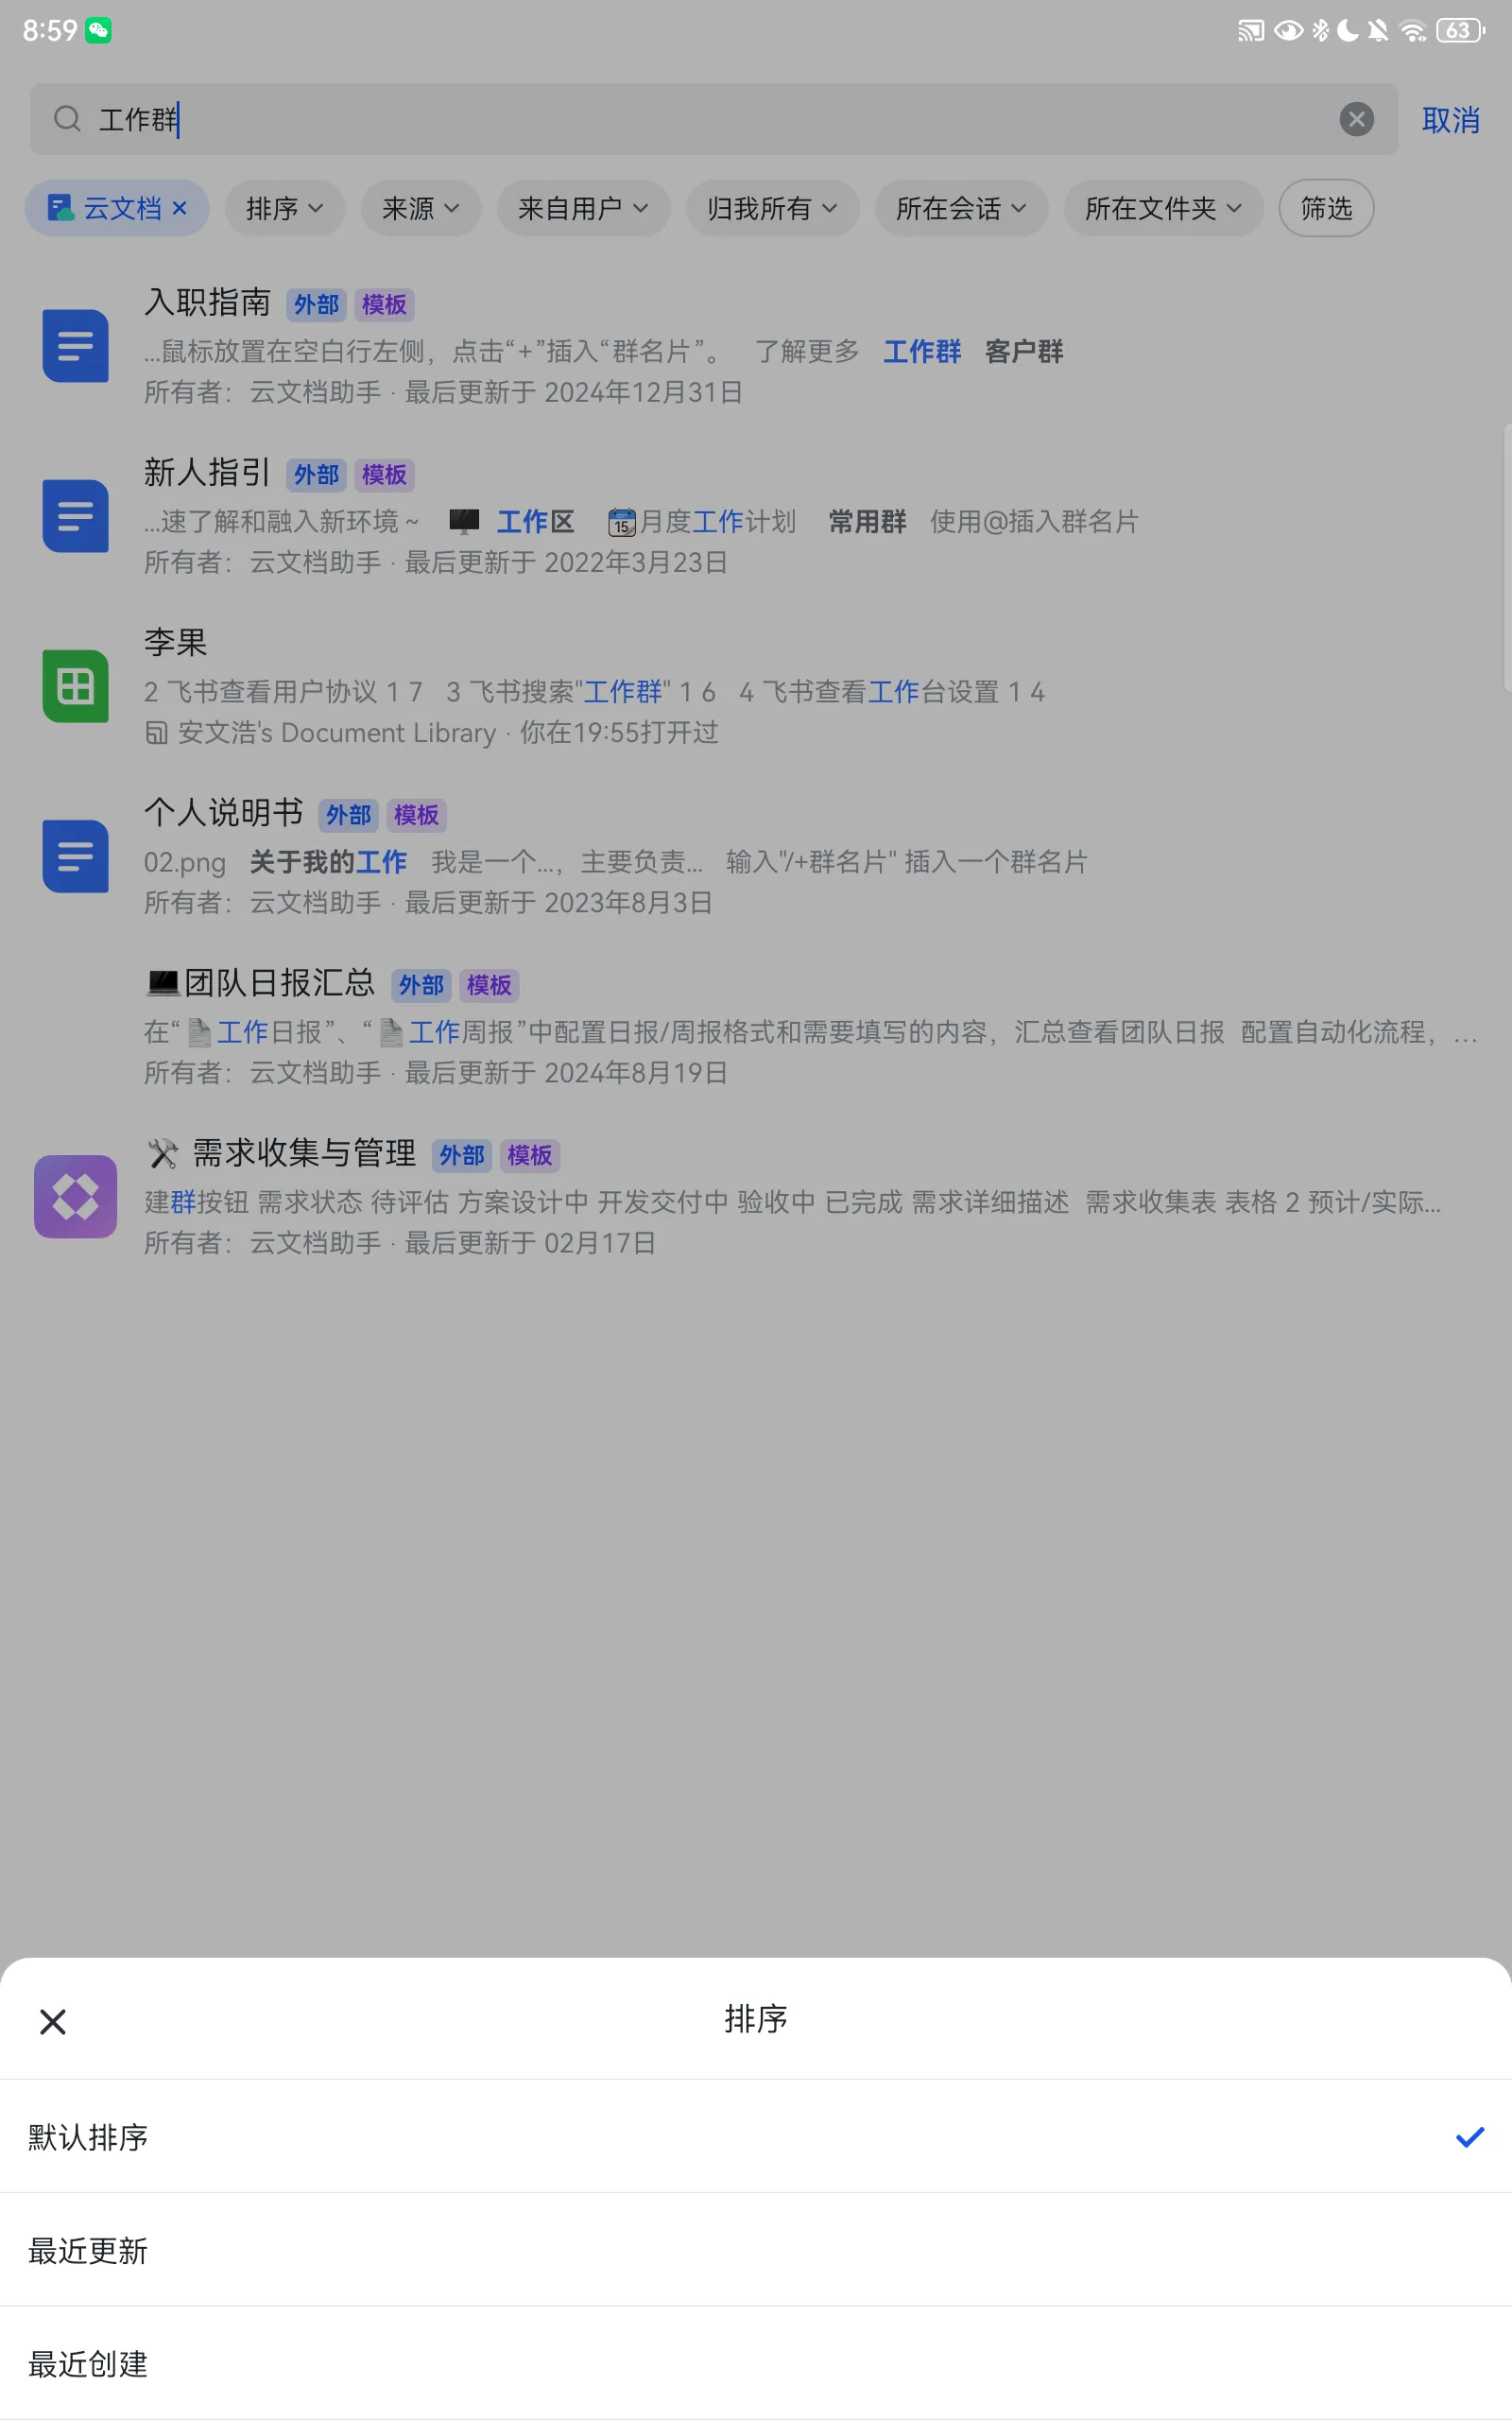 8:59
63
工作群
取消
云文档 排序 来源 来自用户 归我所有 所在会话 所在文件夹 筛选
入职指南 外部 模板
...鼠标放置在空白行左侧，点击“+”插入“群名片”。 了解更多 工作群 客户群
所有者：云文档助手 · 最后更新于 2024年12月31日
新人指引 外部 模板
...速了解和融入新环境 ~ 工作区 15 月度工作计划 常用群 使用@插入群名片
所有者：云文档助手 · 最后更新于 2022年3月23日
李果
2 飞书查看用户协议 1 7 3 飞书搜索"工作群" 1 6 4 飞书查看工作台设置 1 4
安文浩's Document Library · 你在19:55打开过
个人说明书 外部 模板
02.png 关于我的工作 我是一个...，主要负责... 输入"/+群名片" 插入一个群名片
所有者：云文档助手 · 最后更新于 2023年8月3日
团队日报汇总 外部 模板
在“工作日报”、“工作周报”中配置日报/周报格式和需要填写的内容，汇总查看团队日报 配置自动化流程，...
所有者：云文档助手 · 最后更新于 2024年8月19日
需求收集与管理 外部 模板
建群按钮 需求状态 待评估 方案设计中 开发交付中 验收中 已完成 需求详细描述 需求收集表 表格 2 预计/实际...
所有者：云文档助手 · 最后更新于 02月17日
排序
默认排序
最近更新
最近创建